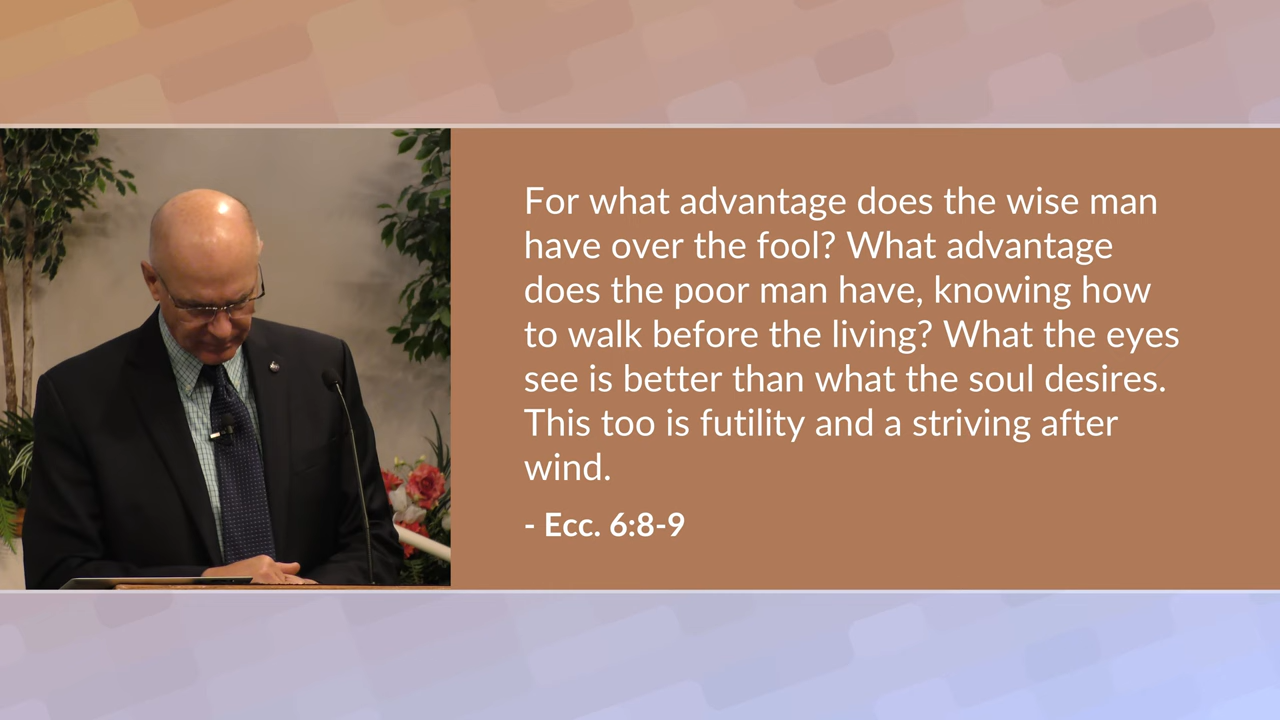 For what advantage does the wise man
have over the fool? What advantage
does the poor man have, knowing how
to walk before the living? What the eyes
see is better than what the soul desires.
This too is futility and a striving after
wind.
- Ecc. 6:8-9